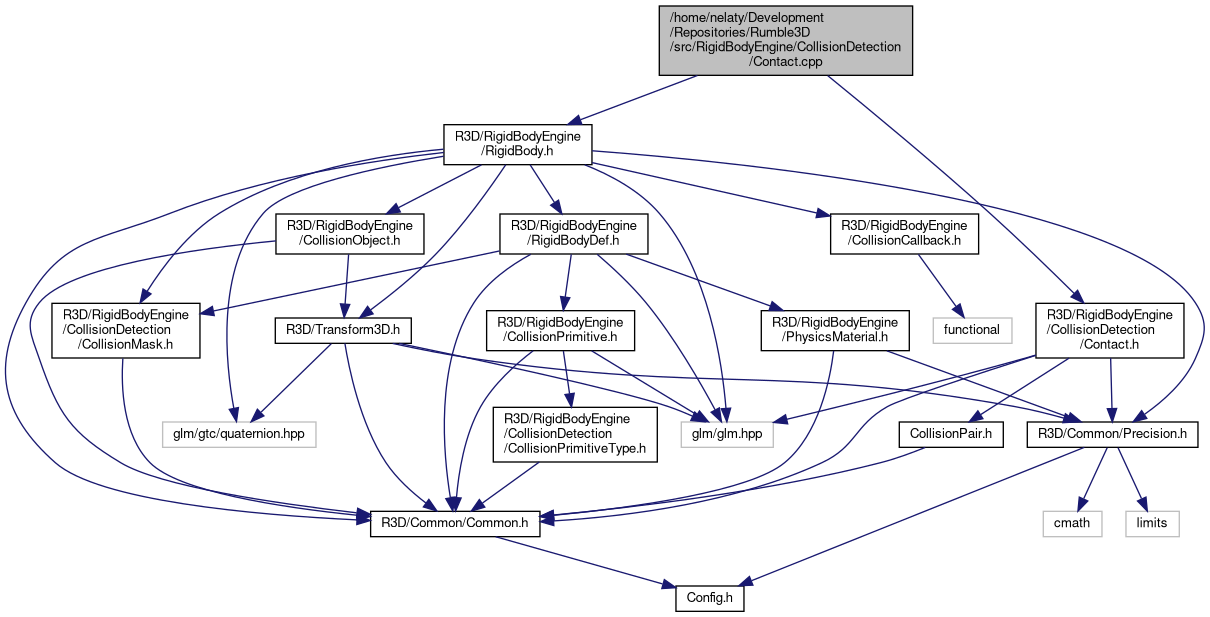 /home/nelaty/Development
/Repositories/Rumble3D
/src/RigidBodyEngine/CollisionDetection
/Contact.cpp
R3D/RigidBodyEngine
/RigidBody.h
R3D/RigidBodyEngine
/CollisionObject.h
R3D/RigidBodyEngine
/RigidBodyDef.h
R3D/RigidBodyEngine
/CollisionCallback.h
R3D/RigidBodyEngine
/CollisionDetection
/CollisionMask.h
R3D/Transform3D.h
R3D/RigidBodyEngine
/CollisionPrimitive.h
R3D/RigidBodyEngine
/PhysicsMaterial.h
functional
R3D/RigidBodyEngine
/CollisionDetection
/Contact.h
glm/gtc/quaternion.hpp
R3D/RigidBodyEngine
/CollisionDetection
/CollisionPrimitiveType.h
glm/glm.hpp
CollisionPair.h
R3D/Common/Precision.h
R3D/Common/Common.h
cmath
limits
Config.h